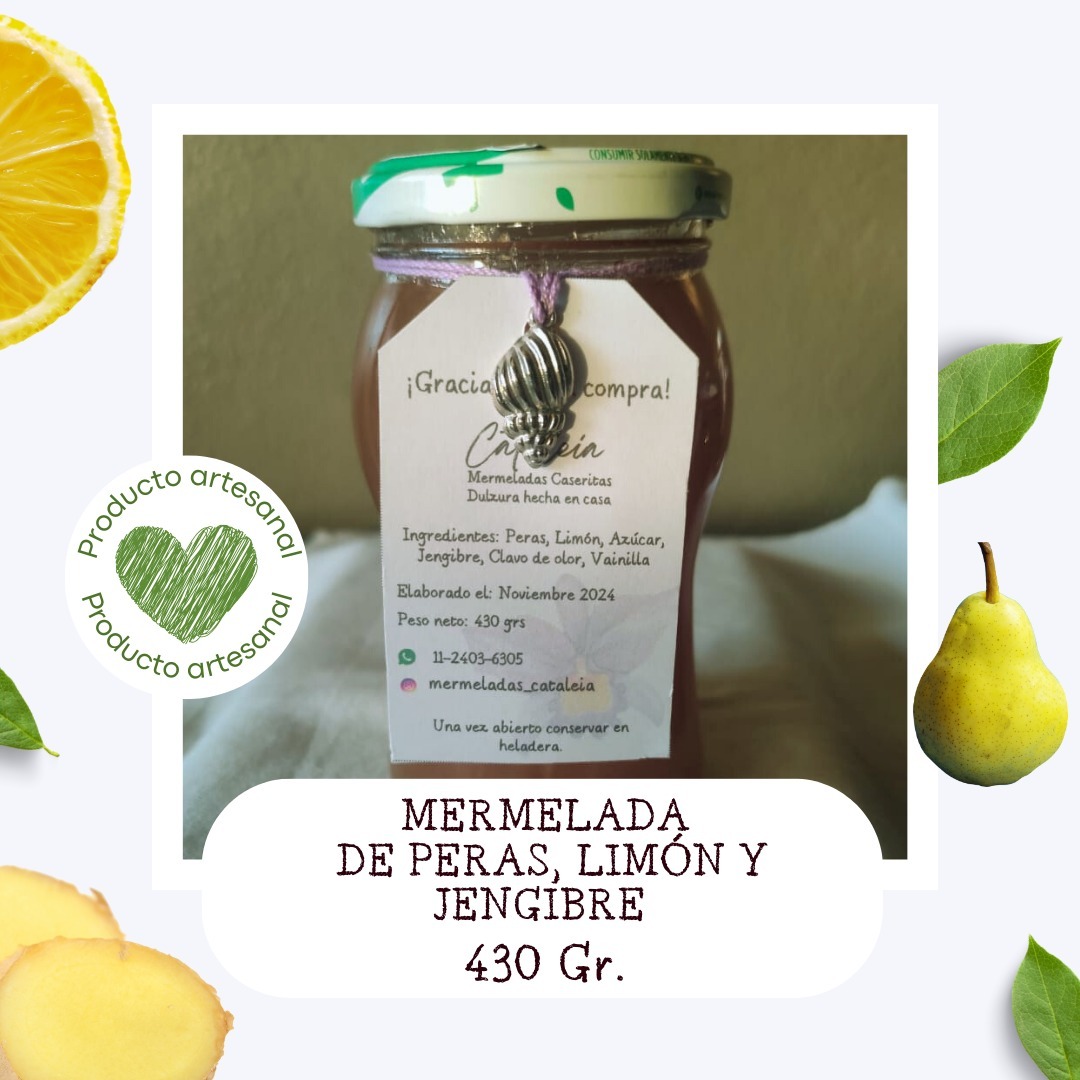 CONSUMIR
¡Gracia compra!
Mermeladas Caseritas
Dulzura hecha en casa
Ingredientes: Peras, Limón, Azúcar,
Jengibre, Clavo de olor, Vainilla
Elaborado el: Noviembre 2024
Peso neto: 430 grs
11-2403-6305
mermeladas_cataleia
Una vez abierto conservar en
heladera.
Producto artesanal
Producto artesanal
MERMELADA
DE PERAS, LIMÓN Y
JENGIBRE
430 Gr.